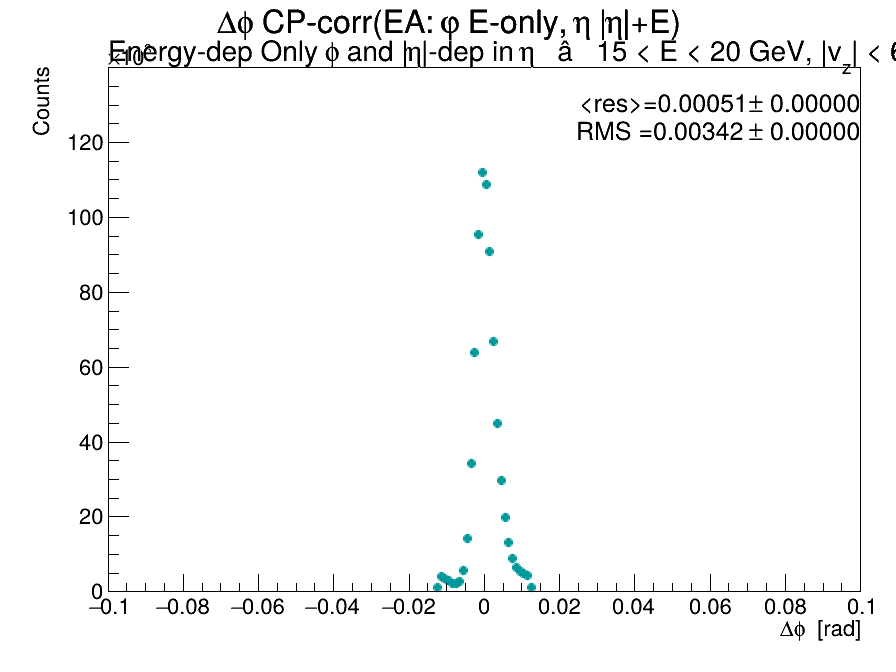 Δφ CP-corr(EA: φ E-only, η |η|+E)
Energy-dep Only φ and |η|-dep in η â 15 < E < 20 GeV, |v_z| < 6
Counts
<res>=0.00051± 0.00000
RMS =0.00342± 0.00000
120
100
80
60
40
20
0
−0.1 −0.08 −0.06 −0.04 −0.02 0 0.02 0.04 0.06 0.08 0.1
Δφ [rad]